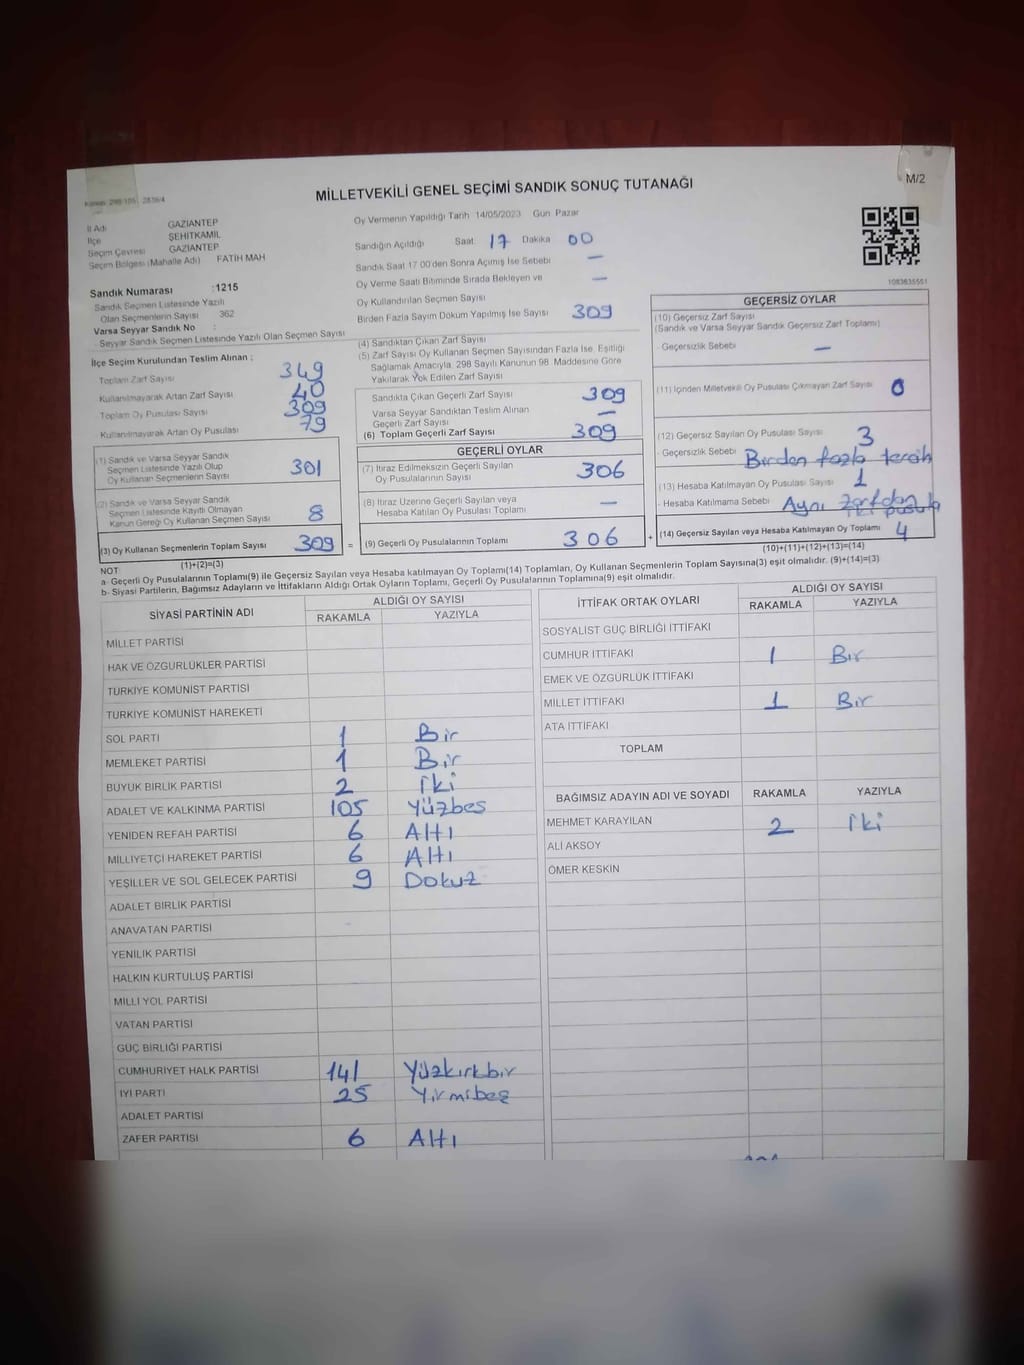 M/2
MİLLETVEKİLİ GENEL SEÇİMİ SANDIK SONUÇ TUTANAĞI
İl Adı GAZİANTEP
İlçe ŞEHİTKAMİL
Seçim Çevresi GAZİANTEP
Seçim Bölgesi (Mahalle Adı) FATİH MAH
Sandık Numarası : 1215
Sandık Seçmen Listesinde Yazılı
Olan Seçmenlerin Sayısı 362
Varsa Seyyar Sandık No :
- Seyyar Sandık Seçmen Listesinde Yazılı Olan Seçmen Sayısı
Oy Vermenin Yapıldığı Tarih 14/05/2023 Gün Pazar
Sandığın Açıldığı Saat: 17 Dakika 00
Sandık Saat 17:00'den Sonra Açılmış İse Sebebi —
Oy Verme Saati Bitiminde Sırada Bekleyen ve —
Oy Kullandırılan Seçmen Sayısı
Birden Fazla Sayım Döküm Yapılmış İse Sayısı 309
1083635551
İlçe Seçim Kurulundan Teslim Alınan :
Toplam Zarf Sayısı 349
Kullanılmayarak Artan Zarf Sayısı 40
Toplam Oy Pusulası Sayısı 309
Kullanılmayarak Artan Oy Pusulası 79
(1) Sandık ve Varsa Seyyar Sandık
Seçmen Listesinde Yazılı Olup
Oy Kullanan Seçmenlerin Sayısı 301
(2) Sandık ve Varsa Seyyar Sandık
Seçmen Listesinde Kayıtlı Olmayan
Kanun Gereği Oy Kullanan Seçmen Sayısı 8
(3) Oy Kullanan Seçmenlerin Toplam Sayısı 309 =
(1)+(2)=(3)
(4) Sandıktan Çıkan Zarf Sayısı
(5) Zarf Sayısı Oy Kullanan Seçmen Sayısından Fazla İse, Eşitliği
Sağlamak Amacıyla, 298 Sayılı Kanunun 98. Maddesine Göre
Yakılarak Yok Edilen Zarf Sayısı
Sandıkta Çıkan Geçerli Zarf Sayısı 309
Varsa Seyyar Sandıktan Teslim Alınan —
Geçerli Zarf Sayısı
(6) Toplam Geçerli Zarf Sayısı 309
GEÇERLİ OYLAR
(7) İtiraz Edilmeksizin Geçerli Sayılan
Oy Pusulalarının Sayısı 306
(8) İtiraz Üzerine Geçerli Sayılan veya
Hesaba Katılan Oy Pusulaları Toplamı —
(9) Geçerli Oy Pusulalarının Toplamı 306 +
GEÇERSİZ OYLAR
(10) Geçersiz Zarf Sayısı
(Sandık ve Varsa Seyyar Sandık Geçersiz Zarf Toplamı)
- Geçersizlik Sebebi —
(11) İçinden Milletvekili Oy Pusulası Çıkmayan Zarf Sayısı 0
(12) Geçersiz Sayılan Oy Pusulası Sayısı 3
- Geçersizlik Sebebi Birden fazla tercih
(13) Hesaba Katılmayan Oy Pusulası Sayısı 1
- Hesaba Katılmama Sebebi Aynı zarfdan
pusula
(14) Geçersiz Sayılan veya Hesaba Katılmayan Oy Toplamı 4
(10)+(11)+(12)+(13)=(14)
NOT:
a- Geçerli Oy Pusulalarının Toplamı(9) ile Geçersiz Sayılan veya Hesaba katılmayan Oy Toplamı(14) Toplamları, Oy Kullanan Seçmenlerin Toplam Sayısına(3) eşit olmalıdır. (9)+(14)=(3)
b- Siyasi Partilerin, Bağımsız Adayların ve İttifakların Aldığı Ortak Oyların Toplamı, Geçerli Oy Pusulalarının Toplamına(9) eşit olmalıdır.
SİYASİ PARTİNİN ADI ALDIĞI OY SAYISI
RAKAMLA YAZIYLA
MİLLET PARTİSİ
HAK VE ÖZGÜRLÜKLER PARTİSİ
TÜRKİYE KOMÜNİST PARTİSİ
TÜRKİYE KOMÜNİST HAREKETİ
SOL PARTİ 1 Bir
MEMLEKET PARTİSİ 1 Bir
BÜYÜK BİRLİK PARTİSİ 2 İki
ADALET VE KALKINMA PARTİSİ 105 Yüzbeş
YENİDEN REFAH PARTİSİ 6 Altı
MİLLİYETÇİ HAREKET PARTİSİ 6 Altı
YEŞİLLER VE SOL GELECEK PARTİSİ 9 Dokuz
ADALET BİRLİK PARTİSİ
ANAVATAN PARTİSİ
YENİLİK PARTİSİ
HALKIN KURTULUŞ PARTİSİ
MİLLİ YOL PARTİSİ
VATAN PARTİSİ
GÜÇ BİRLİĞİ PARTİSİ
CUMHURİYET HALK PARTİSİ 141 Yüzkırkbir
İYİ PARTİ 25 Yirmibeş
ADALET PARTİSİ
ZAFER PARTİSİ 6 Altı
İTTİFAK ORTAK OYLARI ALDIĞI OY SAYISI
RAKAMLA YAZIYLA
SOSYALİST GÜÇ BİRLİĞİ İTTİFAKI
CUMHUR İTTİFAKI 1 Bir
EMEK VE ÖZGÜRLÜK İTTİFAKI
MİLLET İTTİFAKI 1 Bir
ATA İTTİFAKI
TOPLAM
BAĞIMSIZ ADAYIN ADI VE SOYADI RAKAMLA YAZIYLA
MEHMET KARAYILAN 2 İki
ALİ AKSOY
ÖMER KESKİN